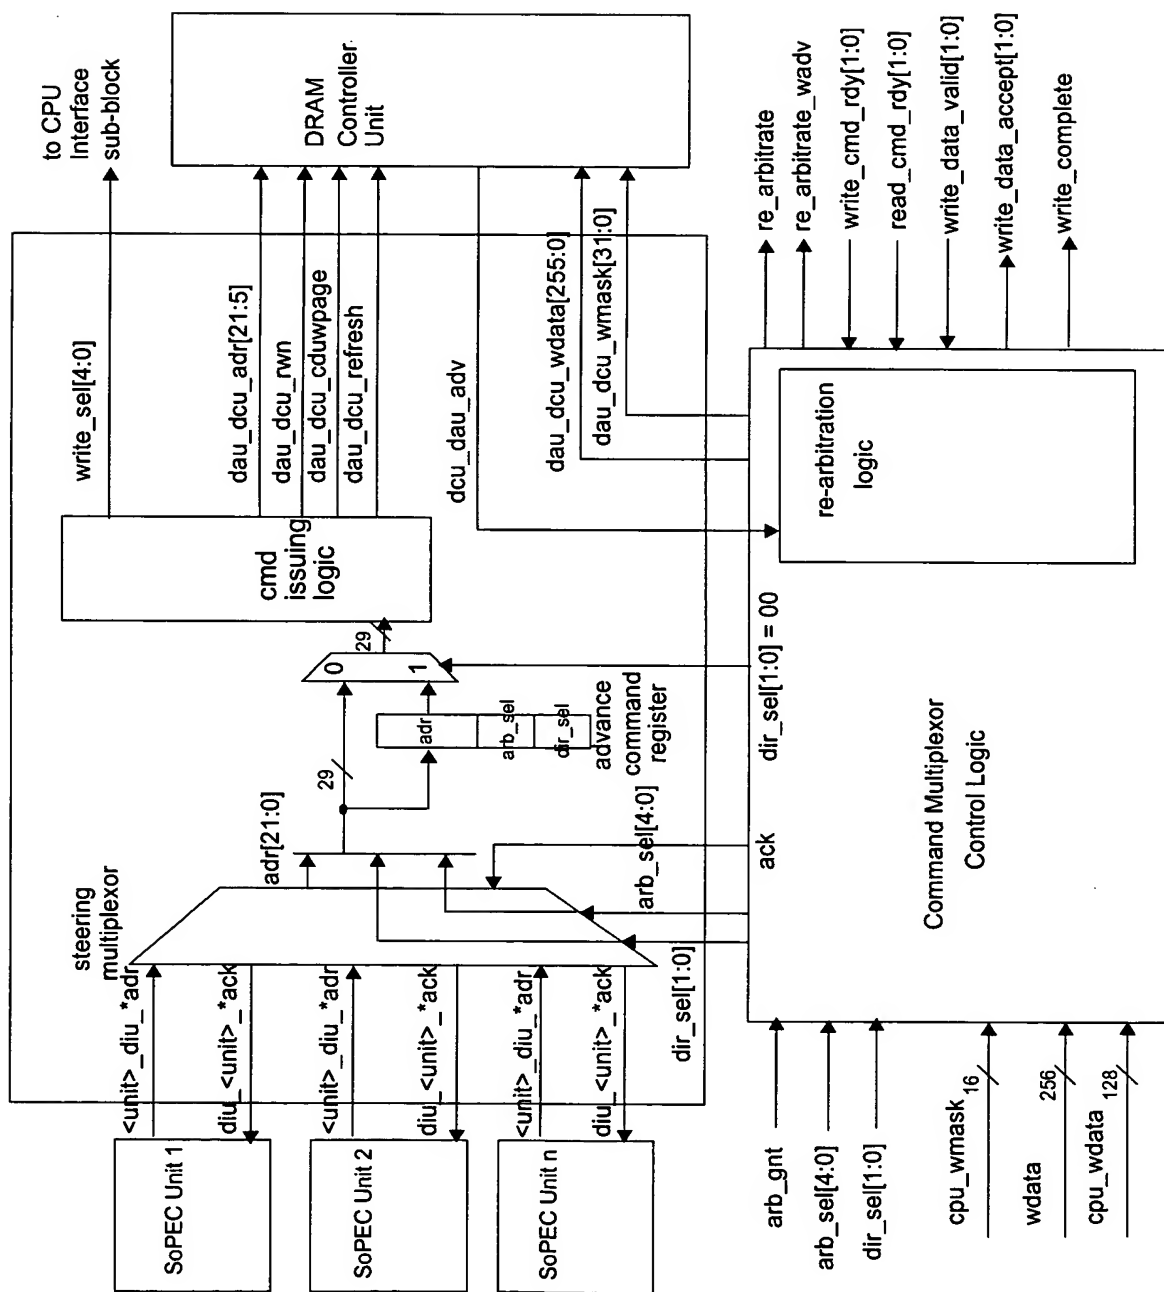 to CPU
Interface
sub-block
DRAM
Controller
Unit
write_sel[4:0]
dau_dcu_adr[21:5]
dau_dcu_rwn
dau_dcu_cduwpage
dau_dcu_refresh
dcu_dau_adv
dau_dcu_wdata[255:0]
dau_dcu_wmask[31:0]
re_arbitrate
re_arbitrate_wadv
write_cmd_rdy[1:0]
read_cmd_rdy[1:0]
write_data_valid[1:0]
write_data_accept[1:0]
write_complete
cmd
issuing
logic
re-arbitration
logic
29
0
1
adr
arb_sel
dir_sel
advance
command
register
dir_sel[1:0] = 00
29
adr[21:0]
arb_sel[4:0]
ack
Command Multiplexor
Control Logic
steering
multiplexor
<unit>_diu_*adr
diu_<unit>_*ack
<unit>_diu_*adr
diu_<unit>_*ack
<unit>_diu_*adr
diu_<unit>_*ack
dir_sel[1:0]
SoPEC Unit 1
SoPEC Unit 2
SoPEC Unit n
arb_gnt
arb_sel[4:0]
dir_sel[1:0]
cpu_wmask
16
wdata
256
cpu_wdata
128